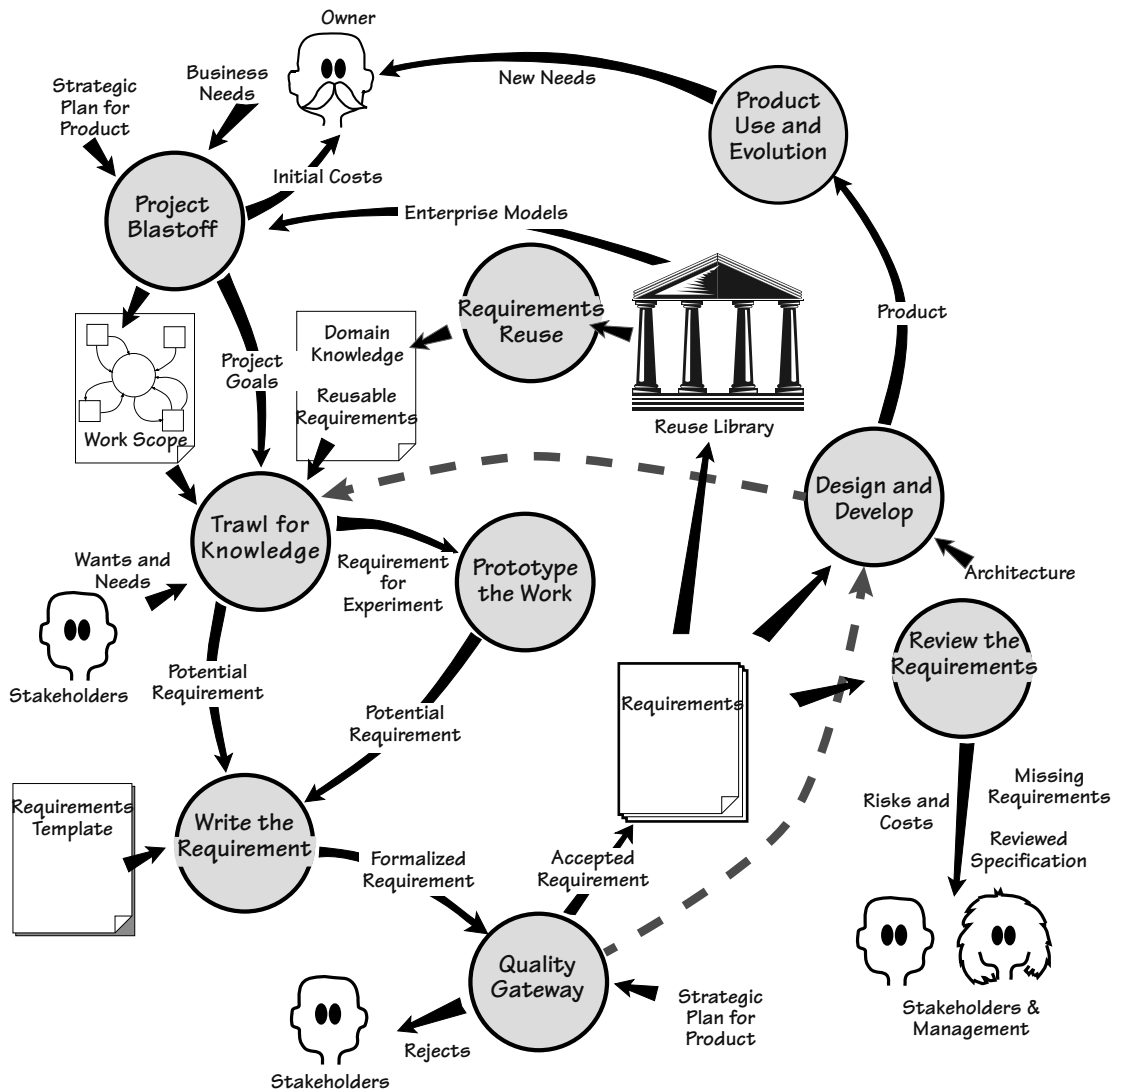 Owner
Strategic
Plan for
Product
Business
Needs
New Needs
Product
Use and
Evolution
Initial Costs
Project
Blastoff
Enterprise Models
Requirements
Reuse
Product
Domain
Knowledge
Reusable
Requirements
Project
Goals
Work Scope
Reuse Library
Design and
Develop
Trawl for
Knowledge
Requirement
for
Experiment
Prototype
the Work
Architecture
Wants and
Needs
Stakeholders
Review the
Requirements
Potential
Requirement
Potential
Requirement
Requirements
Requirements
Template
Write the
Requirement
Missing
Requirements
Risks and
Costs
Reviewed
Specification
Formalized
Requirement
Accepted
Requirement
Quality
Gateway
Strategic
Plan for
Product
Stakeholders &
Management
Rejects
Stakeholders